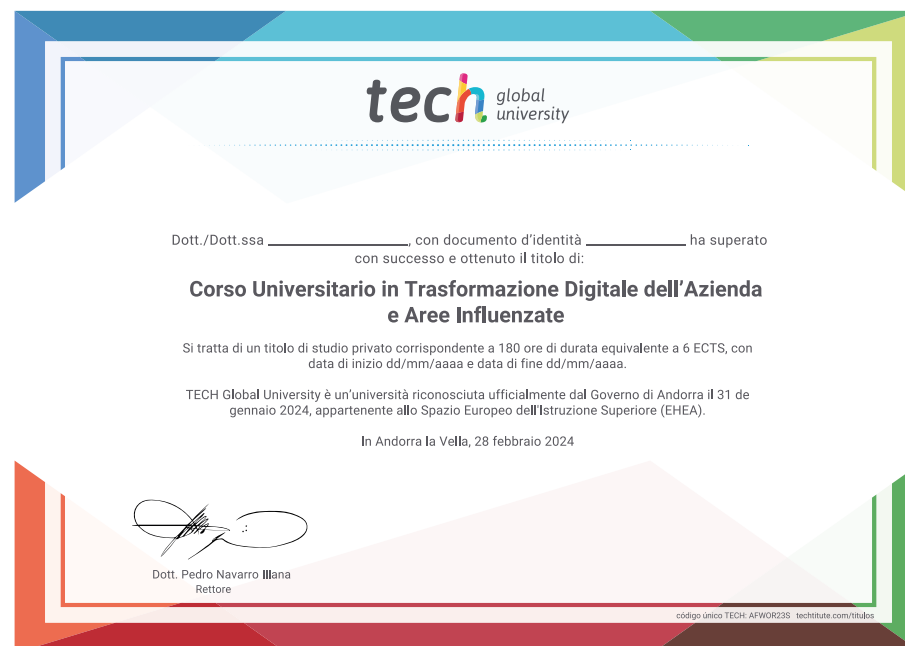 tech global university
Dott./Dott.ssa ____________________, con documento d'identità ______________ ha superato
con successo e ottenuto il titolo di:
Corso Universitario in Trasformazione Digitale dell'Azienda
e Aree Influenzate
Si tratta di un titolo di studio privato corrispondente a 180 ore di durata equivalente a 6 ECTS, con
data di inizio dd/mm/aaaa e data di fine dd/mm/aaaa.
TECH Global University è un'università riconosciuta ufficialmente dal Governo di Andorra il 31 de
gennaio 2024, appartenente allo Spazio Europeo dell'Istruzione Superiore (EHEA).
In Andorra la Vella, 28 febbraio 2024
Dott. Pedro Navarro Illana
Rettore
código único TECH: AFWOR23S techtitute.com/titulos